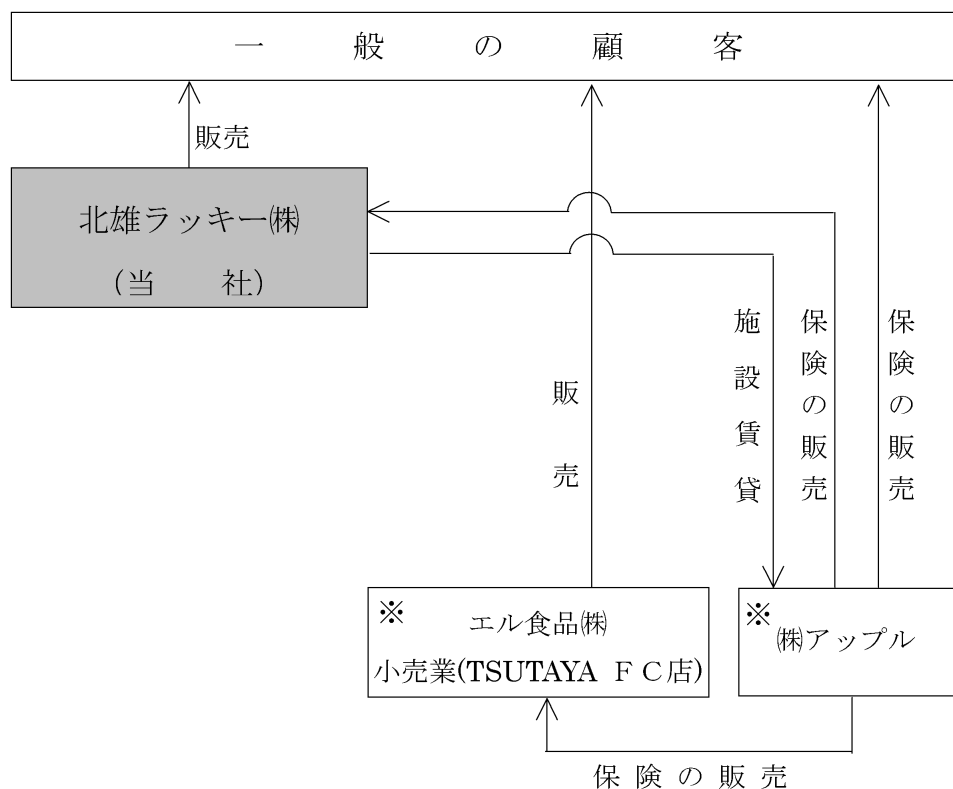 一般の顧客
販売
北雄ラッキー㈱
(当 社)
販売
施設賃貸
保険の販売
保険の販売
※
エル食品㈱
小売業(TSUTAYA ＦＣ店)
※
㈱アップル
保険の販売